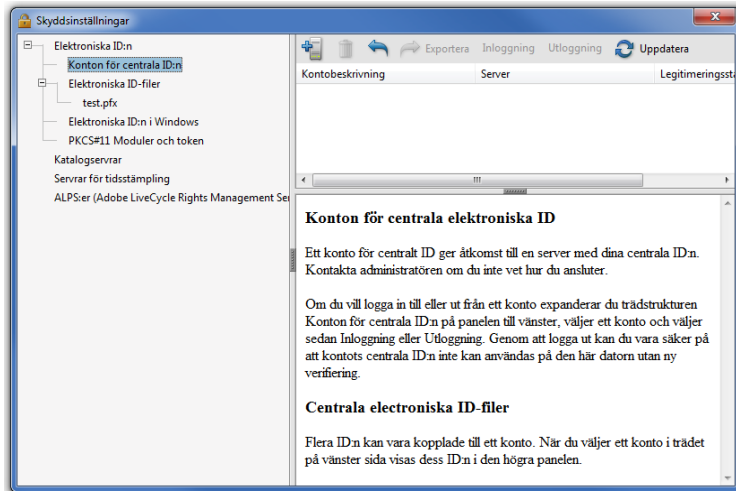 Skyddsinställningar
Elektroniska ID:n
Konton för centrala ID:n
Elektroniska ID-filer
test.pfx
Elektroniska ID:n i Windows
PKCS#11 Moduler och token
Katalogservrar
Servrar för tidsstämpling
ALPS:er (Adobe LiveCycle Rights Management Ser
Exportera Inloggning Utloggning Uppdatera
Kontobeskrivning Server Legitimeringssta
Konton för centrala elektroniska ID
Ett konto för centralt ID ger åtkomst till en server med dina centrala ID:n.
Kontakta administratören om du inte vet hur du ansluter.
Om du vill logga in till eller ut från ett konto expanderar du trädstrukturen
Konton för centrala ID:n på panelen till vänster, väljer ett konto och väljer
sedan Inloggning eller Utloggning. Genom att logga ut kan du vara säker på
att kontots centrala ID:n inte kan användas på den här datorn utan ny
verifiering.
Centrala electroniska ID-filer
Flera ID:n kan vara kopplade till ett konto. När du väljer ett konto i trädet
på vänster sida visas dess ID:n i den högra panelen.